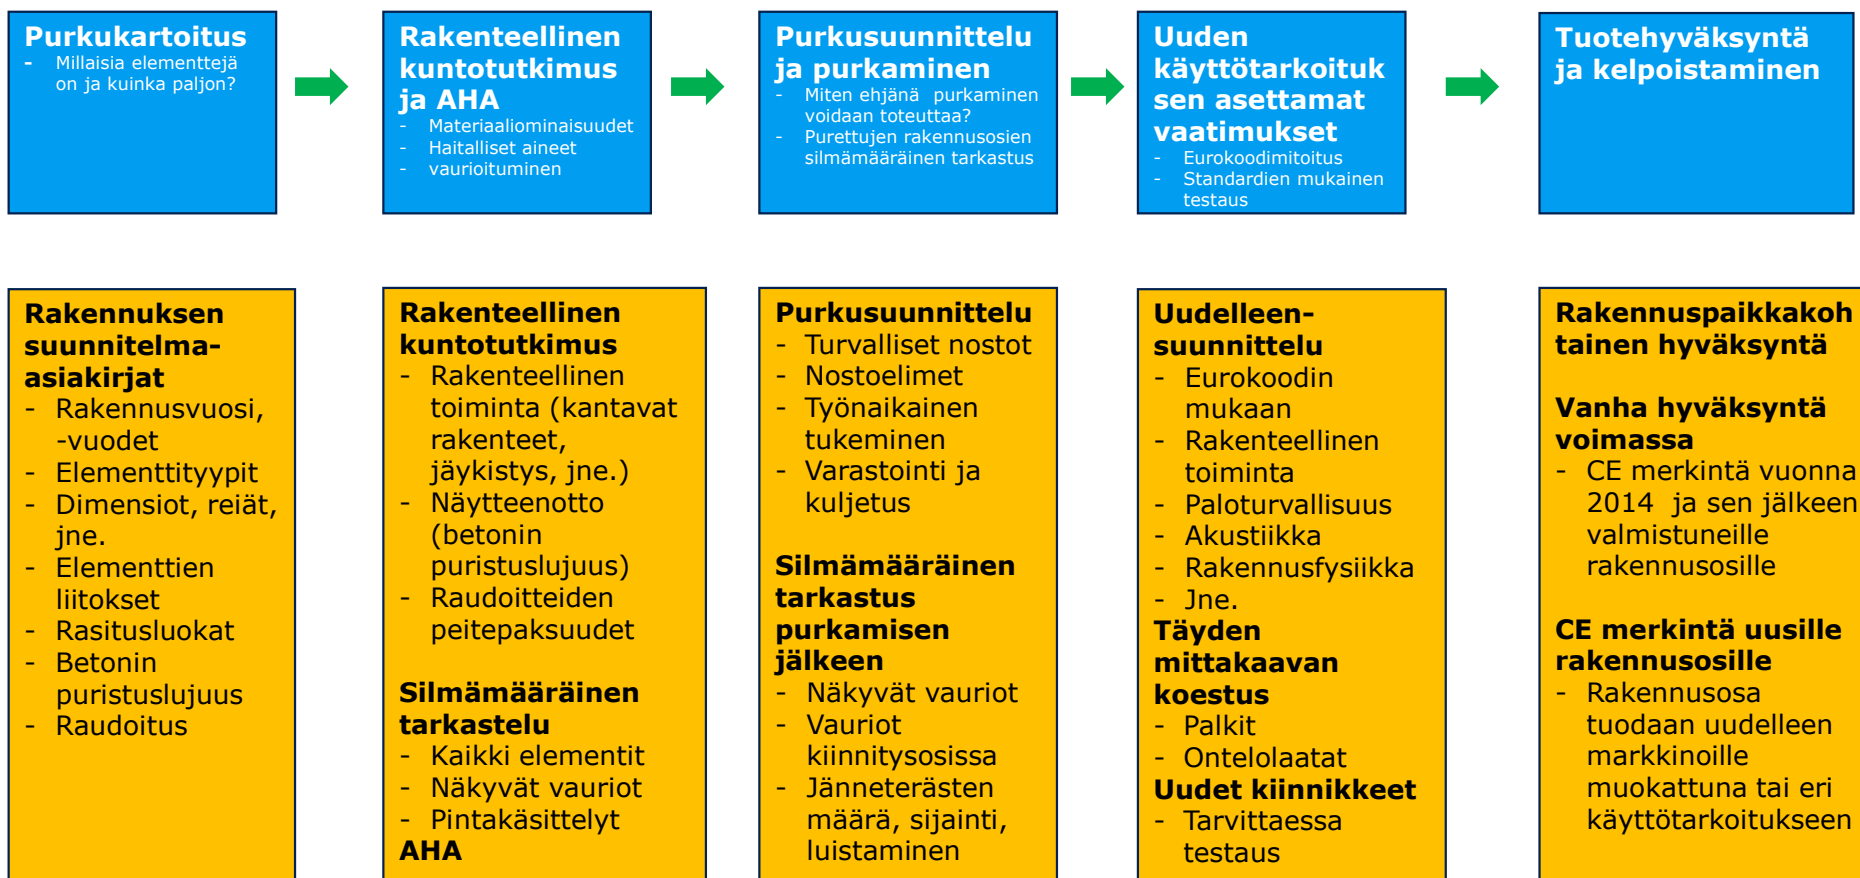 Purkukartoitus
- Millaisia elementtejä
on ja kuinka paljon?
Rakenteellinen
kuntotutkimus
ja AHA
- Materiaaliominaisuudet
- Haitalliset aineet
- vaurioituminen
Purkusuunnittelu
ja purkaminen
- Miten ehjänä purkaminen
voidaan toteuttaa?
- Purettujen rakennusosien
silmämääräinen tarkastus
Uuden
käyttötarkoituk
sen asettamat
vaatimukset
- Eurokoodimitoitus
- Standardien mukainen
testaus
Tuotehyväksyntä
ja kelpoistaminen
Rakennuksen
suunnitelma-
asiakirjat
- Rakennusvuosi,
-vuodet
- Elementtityypit
- Dimensiot, reiät,
jne.
- Elementtien
liitokset
- Rasitusluokat
- Betonin
puristuslujuus
- Raudoitus
Rakenteellinen
kuntotutkimus
- Rakenteellinen
toiminta (kantavat
rakenteet,
jäykistys, jne.)
- Näytteenotto
(betonin
puristuslujuus)
- Raudoitteiden
peitepaksuudet
Silmämääräinen
tarkastelu
- Kaikki elementit
- Näkyvät vauriot
- Pintakäsittelyt
AHA
Purkusuunnittelu
- Turvalliset nostot
- Nostoelimet
- Työnaikainen
tukeminen
- Varastointi ja
kuljetus
Silmämääräinen
tarkastus
purkamisen
jälkeen
- Näkyvät vauriot
- Vauriot
kiinnitysosissa
- Jänneterästen
määrä, sijainti,
luistaminen
Uudelleen-
suunnittelu
- Eurokoodin
mukaan
- Rakenteellinen
toiminta
- Paloturvallisuus
- Akustiikka
- Rakennusfysiikka
- Jne.
Täyden
mittakaavan
koestus
- Palkit
- Ontelolaatat
Uudet kiinnikkeet
- Tarvittaessa
testaus
Rakennuspaikkakoh
tainen hyväksyntä
Vanha hyväksyntä
voimassa
- CE merkintä vuonna
2014 ja sen jälkeen
valmistuneille
rakennusosille
CE merkintä uusille
rakennusosille
- Rakennusosa
tuodaan uudelleen
markkinoille
muokattuna tai eri
käyttötarkoitukseen